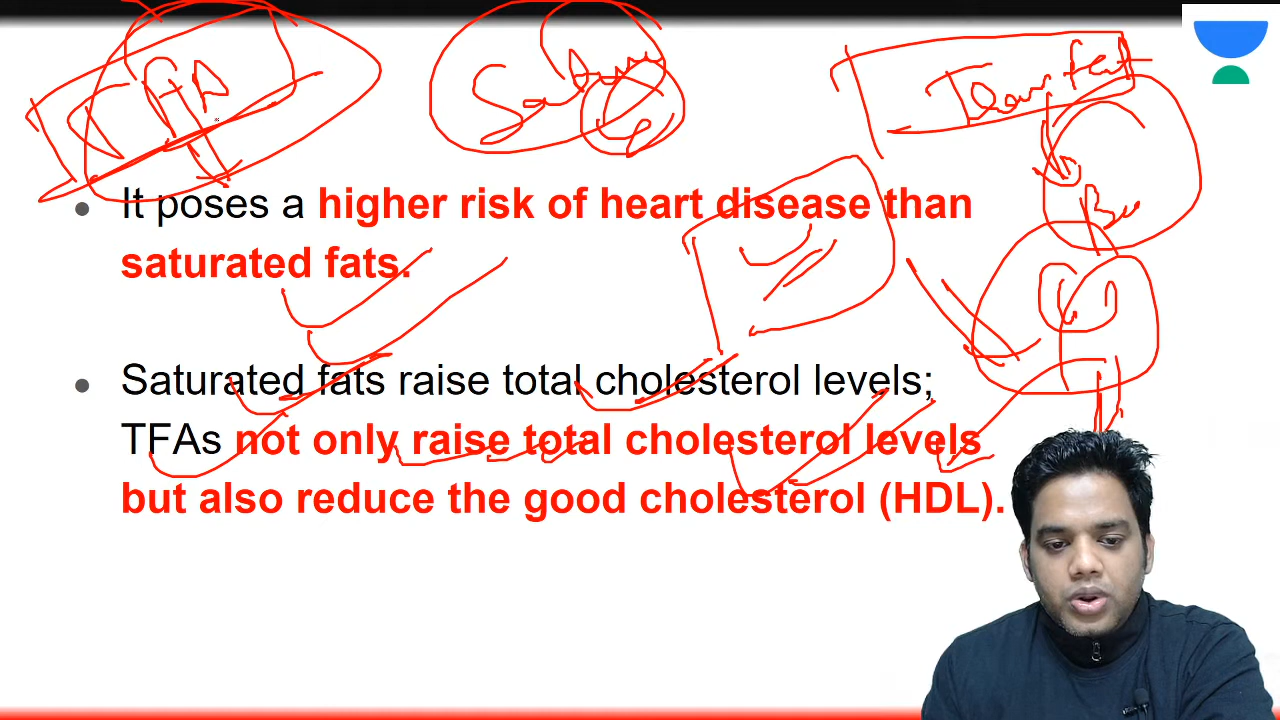 TFA
Trans fat
• It poses a higher risk of heart disease than
saturated fats.
• Saturated fats raise total cholesterol levels;
TFAs not only raise total cholesterol levels
but also reduce the good cholesterol (HDL).